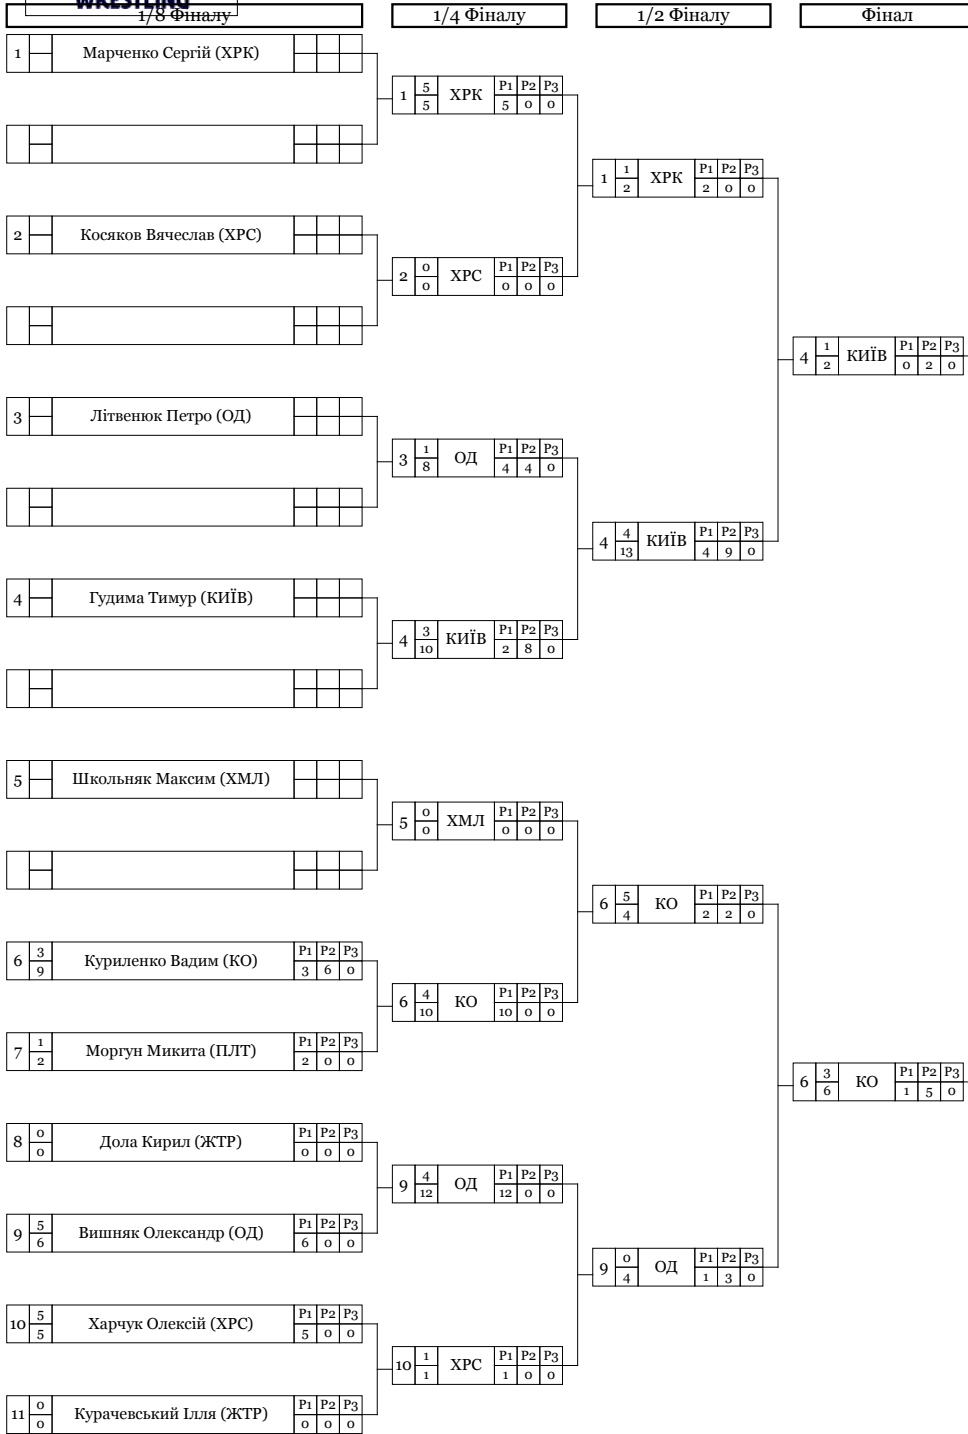 WRESTLING
1/8 Фіналу 1/4 Фіналу 1/2 Фіналу Фінал
1 Марченко Сергій (ХРК)
1 5 5 ХРК P1 P2 P3 5 0 0
1 1 2 ХРК P1 P2 P3 2 0 0
2 Косяков Вячеслав (ХРС)
2 0 0 ХРС P1 P2 P3 0 0 0
4 1 2 КИЇВ P1 P2 P3 0 2 0
3 Літвенюк Петро (ОД)
3 1 8 ОД P1 P2 P3 4 4 0
4 4 13 КИЇВ P1 P2 P3 4 9 0
4 Гудима Тимур (КИЇВ)
4 3 10 КИЇВ P1 P2 P3 2 8 0
5 Школьняк Максим (ХМЛ)
5 0 0 ХМЛ P1 P2 P3 0 0 0
6 5 4 КО P1 P2 P3 2 2 0
6 3 9 Куриленко Вадим (КО) P1 P2 P3 3 6 0
6 4 10 КО P1 P2 P3 10 0 0
7 1 2 Моргун Микита (ПЛТ) P1 P2 P3 2 0 0
6 3 6 КО P1 P2 P3 1 5 0
8 0 0 Дола Кирил (ЖТР) P1 P2 P3 0 0 0
9 4 12 ОД P1 P2 P3 12 0 0
9 5 6 Вишняк Олександр (ОД) P1 P2 P3 6 0 0
9 0 4 ОД P1 P2 P3 1 3 0
10 5 5 Харчук Олексій (ХРС) P1 P2 P3 5 0 0
10 1 1 ХРС P1 P2 P3 1 0 0
11 0 0 Курачевський Ілля (ЖТР) P1 P2 P3 0 0 0